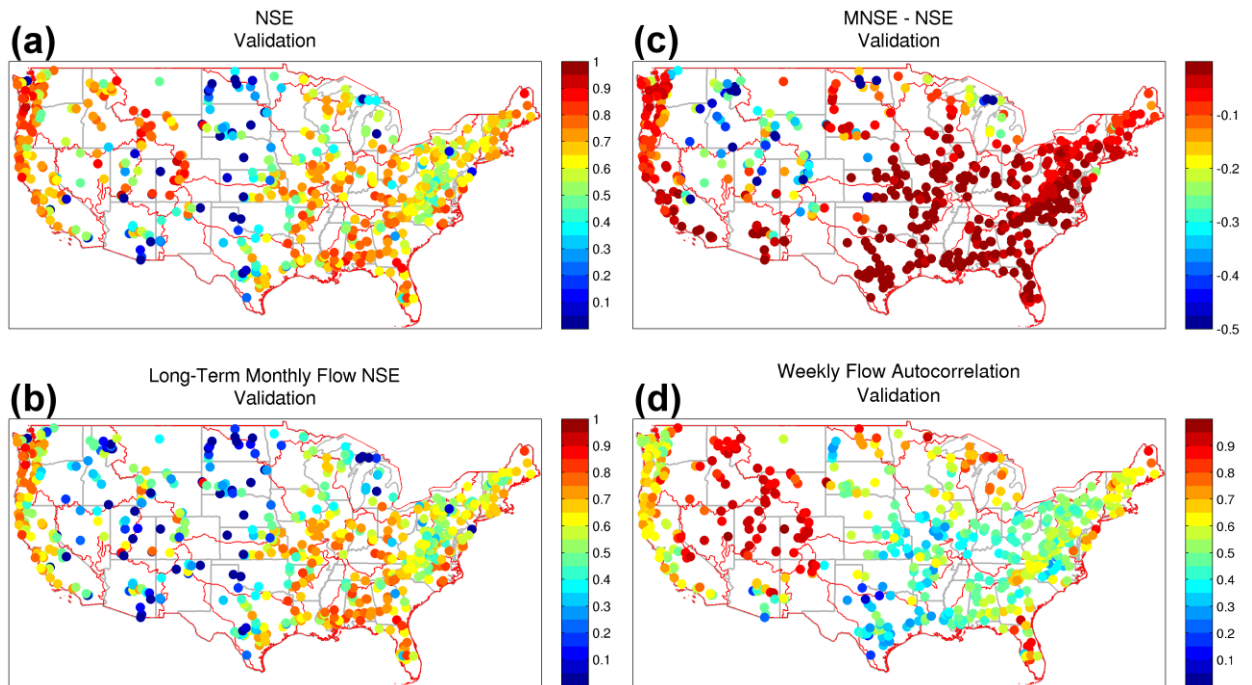 (a)
NSE
Validation
1
0.9
0.8
0.7
0.6
0.5
0.4
0.3
0.2
0.1
(c)
MNSE - NSE
Validation
-0.1
-0.2
-0.3
-0.4
-0.5
(b)
Long-Term Monthly Flow NSE
Validation
1
0.9
0.8
0.7
0.6
0.5
0.4
0.3
0.2
0.1
(d)
Weekly Flow Autocorrelation
Validation
0.9
0.8
0.7
0.6
0.5
0.4
0.3
0.2
0.1